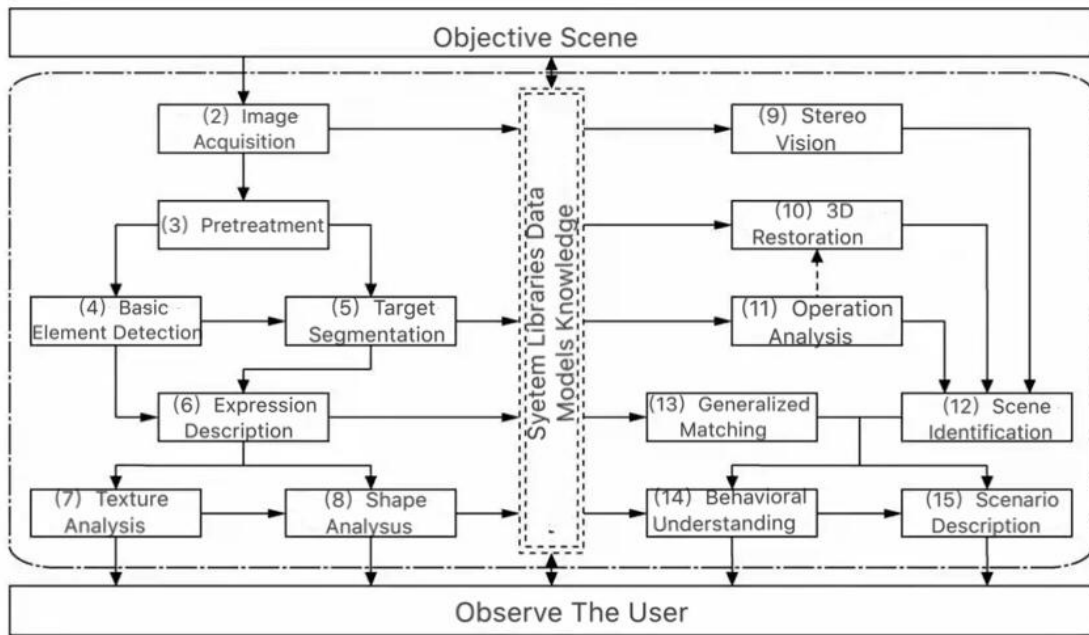 Objective Scene
(2) Image
Acquisition
(9) Stereo
Vision
(3) Pretreatment
(10) 3D
Restoration
(4) Basic
Element Detection
(5) Target
Segmentation
Syetem Libraries Data
Models Knowledge
(11) Operation
Analysis
(6) Expression
Description
(13) Generalized
Matching
(12) Scene
Identification
(7) Texture
Analysis
(8) Shape
Analysus
(14) Behavioral
Understanding
(15) Scenario
Description
Observe The User